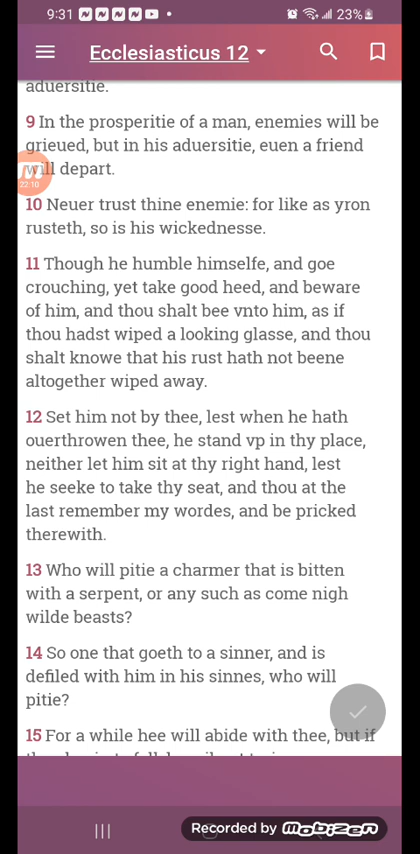 9:31 23%
Ecclesiasticus 12
aduersitie.
9 In the prosperitie of a man, enemies will be
grieued, but in his aduersitie, euen a friend
will depart.
22:10
10 Neuer trust thine enemie: for like as yron
rusteth, so is his wickednesse.
11 Though he humble himselfe, and goe
crouching, yet take good heed, and beware
of him, and thou shalt bee vnto him, as if
thou hadst wiped a looking glasse, and thou
shalt knowe that his rust hath not beene
altogether wiped away.
12 Set him not by thee, lest when he hath
ouerthrowen thee, he stand vp in thy place,
neither let him sit at thy right hand, lest
he seeke to take thy seat, and thou at the
last remember my wordes, and be pricked
therewith.
13 Who will pitie a charmer that is bitten
with a serpent, or any such as come nigh
wilde beasts?
14 So one that goeth to a sinner, and is
defiled with him in his sinnes, who will
pitie?
15 For a while hee will abide with thee, but if
Recorded by Mobizen